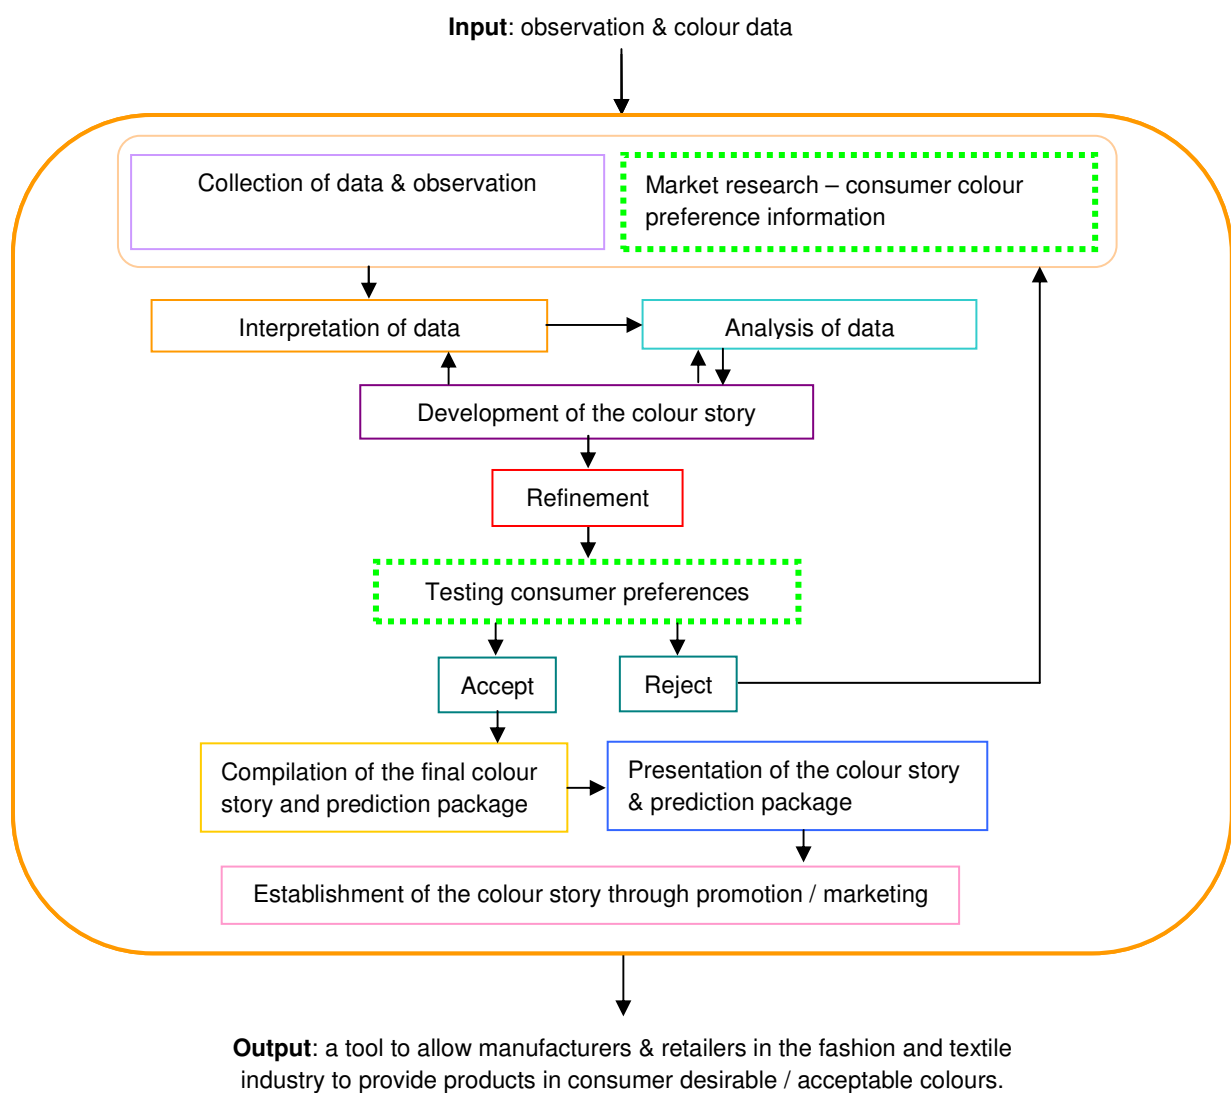 Input: observation & colour data
Collection of data & observation
Market research – consumer colour
preference information
Interpretation of data
Analysis of data
Development of the colour story
Refinement
Testing consumer preferences
Accept
Reject
Compilation of the final colour
story and prediction package
Presentation of the colour story
& prediction package
Establishment of the colour story through promotion / marketing
Output: a tool to allow manufacturers & retailers in the fashion and textile
industry to provide products in consumer desirable / acceptable colours.